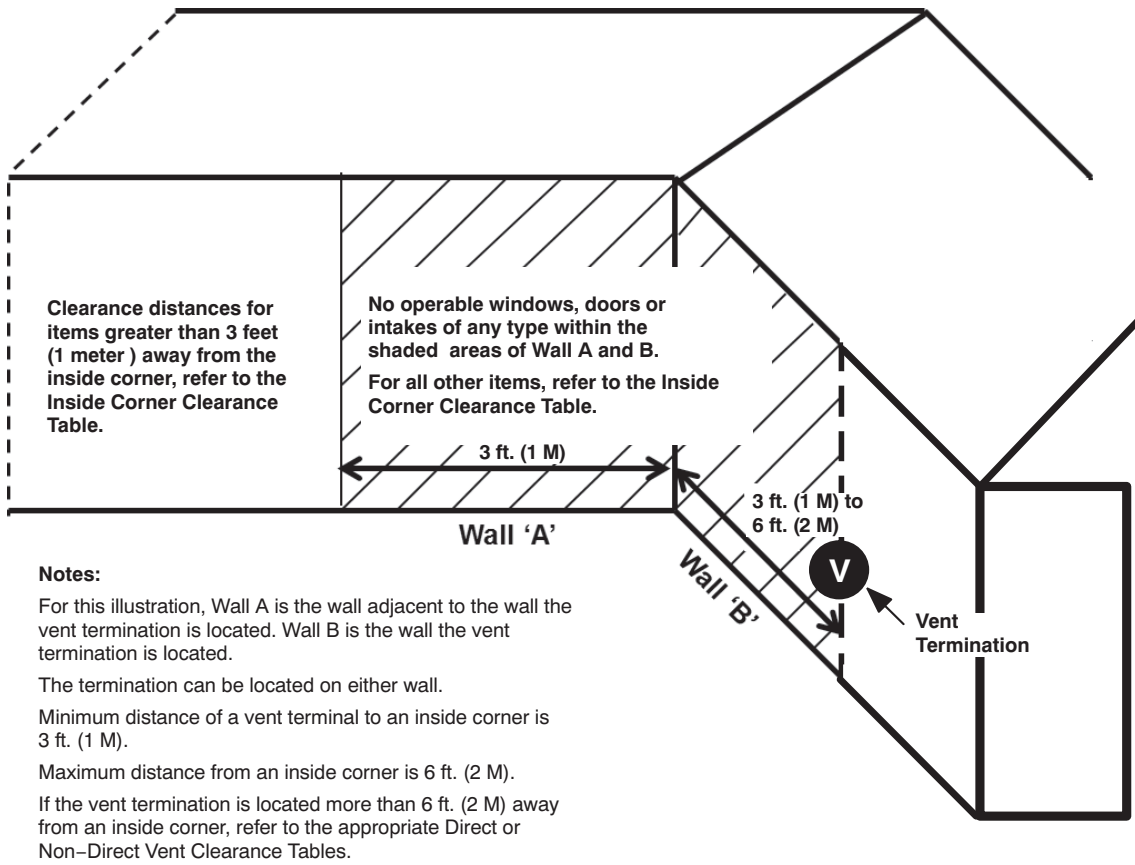 Clearance distances for
items greater than 3 feet
(1 meter ) away from the
inside corner, refer to the
Inside Corner Clearance
Table.
No operable windows, doors or
intakes of any type within the
shaded areas of Wall A and B.
For all other items, refer to the Inside
Corner Clearance Table.
3 ft. (1 M)
3 ft. (1 M) to
6 ft. (2 M)
Wall ‘A’
Wall ‘B’
V
Vent
Termination
Notes:
For this illustration, Wall A is the wall adjacent to the wall the
vent termination is located. Wall B is the wall the vent
termination is located.
The termination can be located on either wall.
Minimum distance of a vent terminal to an inside corner is
3 ft. (1 M).
Maximum distance from an inside corner is 6 ft. (2 M).
If the vent termination is located more than 6 ft. (2 M) away
from an inside corner, refer to the appropriate Direct or
Non−Direct Vent Clearance Tables.